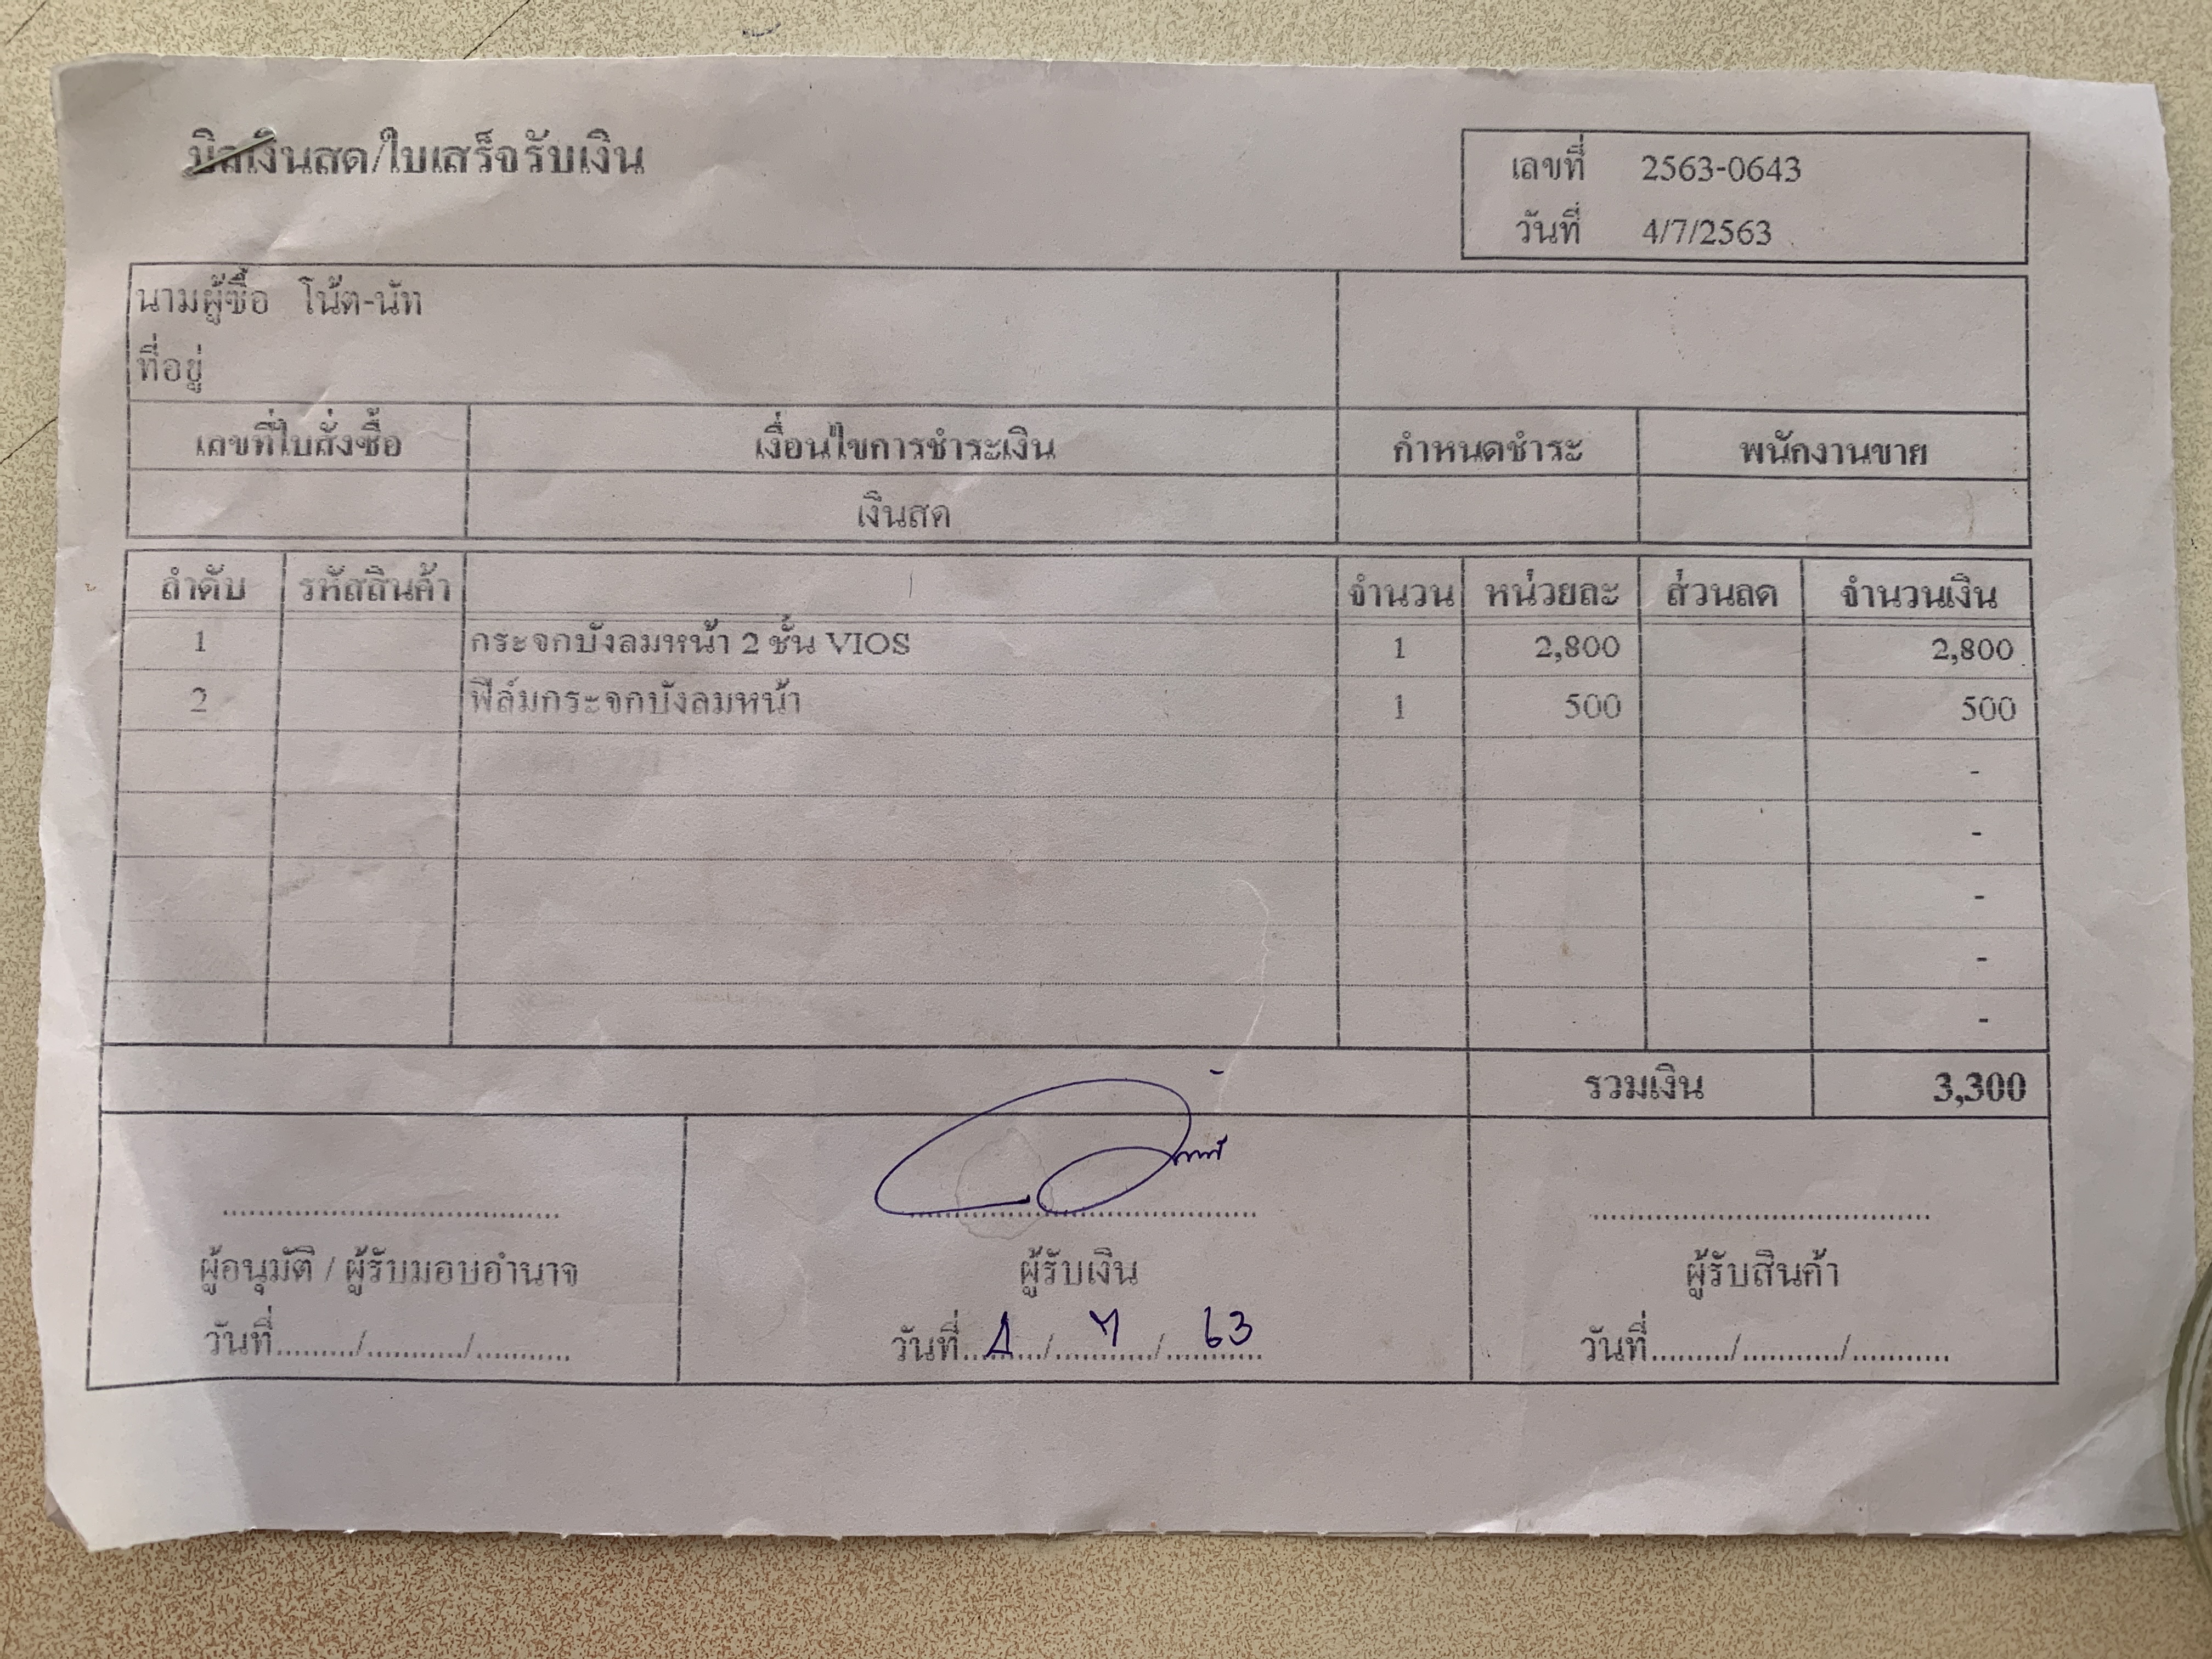 บิลเงินสด/ใบเสร็จรับเงิน
เลขที่ 2563-0643
วันที่ 4/7/2563
นามผู้ซื้อ โน้ต-นัท
ที่อยู่
เลขที่ใบสั่งซื้อ เงื่อนไขการชำระเงิน กำหนดชำระ พนักงานขาย
เงินสด
ลำดับ รหัสสินค้า จำนวน หน่วยละ ส่วนลด จำนวนเงิน
1 กระจกบังลมหน้า 2 ชั้น VIOS 1 2,800 2,800
2 ฟิล์มกระจกบังลมหน้า 1 500 500
-
-
-
-
-
รวมเงิน 3,300
ผู้อนุมัติ / ผู้รับมอบอำนาจ ผู้รับเงิน ผู้รับสินค้า
วันที่........./.........../........... วันที่ 4 / 7 / 63 วันที่........./.........../...........